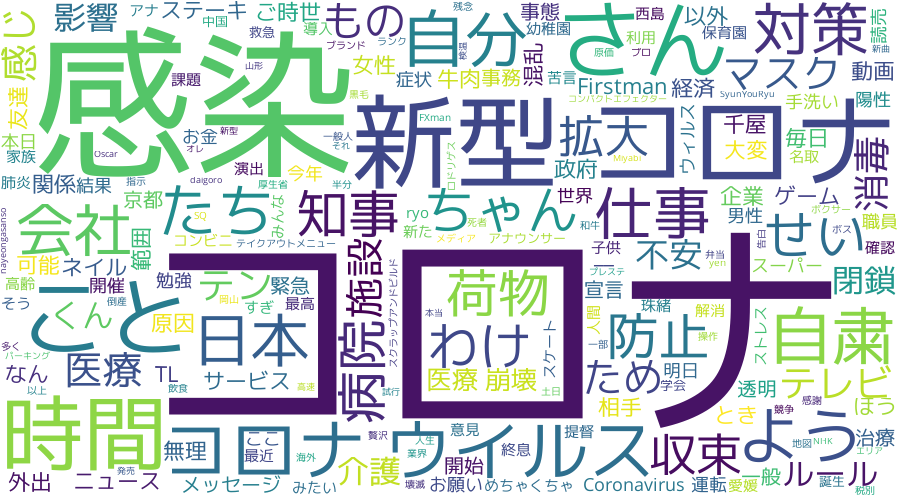 影響
アナ
ステーキ
ご時世
もの
自分
さん
以外
対策
読売
感じ
中国
救急
導入
残念
ランク
ブランド
事態
幼稚園
西島
利用
プロ
保育園
新曲
感染
山形
課題
女性
症状
牛肉
事務
混乱
苦言
原価
Firstman
経済
マスク
動画
SyunYouRyu
陽性
手洗い
友達
本日
家族
Oscar
お金
オレ
新型
黒毛
一般人
それ
FXman
新型
コンパクトエフェクター
拡大
ウィルス
コロナ
千屋
大変
毎日
名取
消毒
肺炎
関係
結果
指示
daigoro
演出
厚生省
今年
半分
ロドリゲス
政府
Miyabi
世界
企業
ゲーム
職員
nayeongasanso
会社
京都
たち
SQ
みんな
知事
ryo
新た
ちゃん
死者
メディア
アナウンサー
和牛
仕事
男性
ボクサー
ボス
告白
せい
確認
可能
ネイル
範囲
コンビニ
テイクアウトメニュー
子供
不安
弁当
yen
スーパー
閉鎖
高齢
開催
勉強
テン
緊急
岡山
すぎ
最高
病院
施設
スクラップアンドビルド
プレステ
宣言
珠緒
解消
操作
そう
倒産
こと
くん
原因
日本
コロナ
本当
荷物
わけ
スケート
人間
一部
防止
ストレス
自粛
多く
パーキング
なん
以上
医療
TL
サービス
飲食
高速
試行
医療
崩壊
土日
ため
明日
学会
相手
透明
テレビ
とき
感謝
競争
ほう
時間
無理
ここ
最近
コロナウイルス
贅沢
人生
業界
意見
終息
提督
収束
地図
NHK
よう
治療
エリア
外出
ニュース
発売
メッセージ
海外
みたい
介護
壊滅
開始
お願い
めちゃくちゃ
Coronavirus
運転
愛媛
一般
ルール
誕生
税別